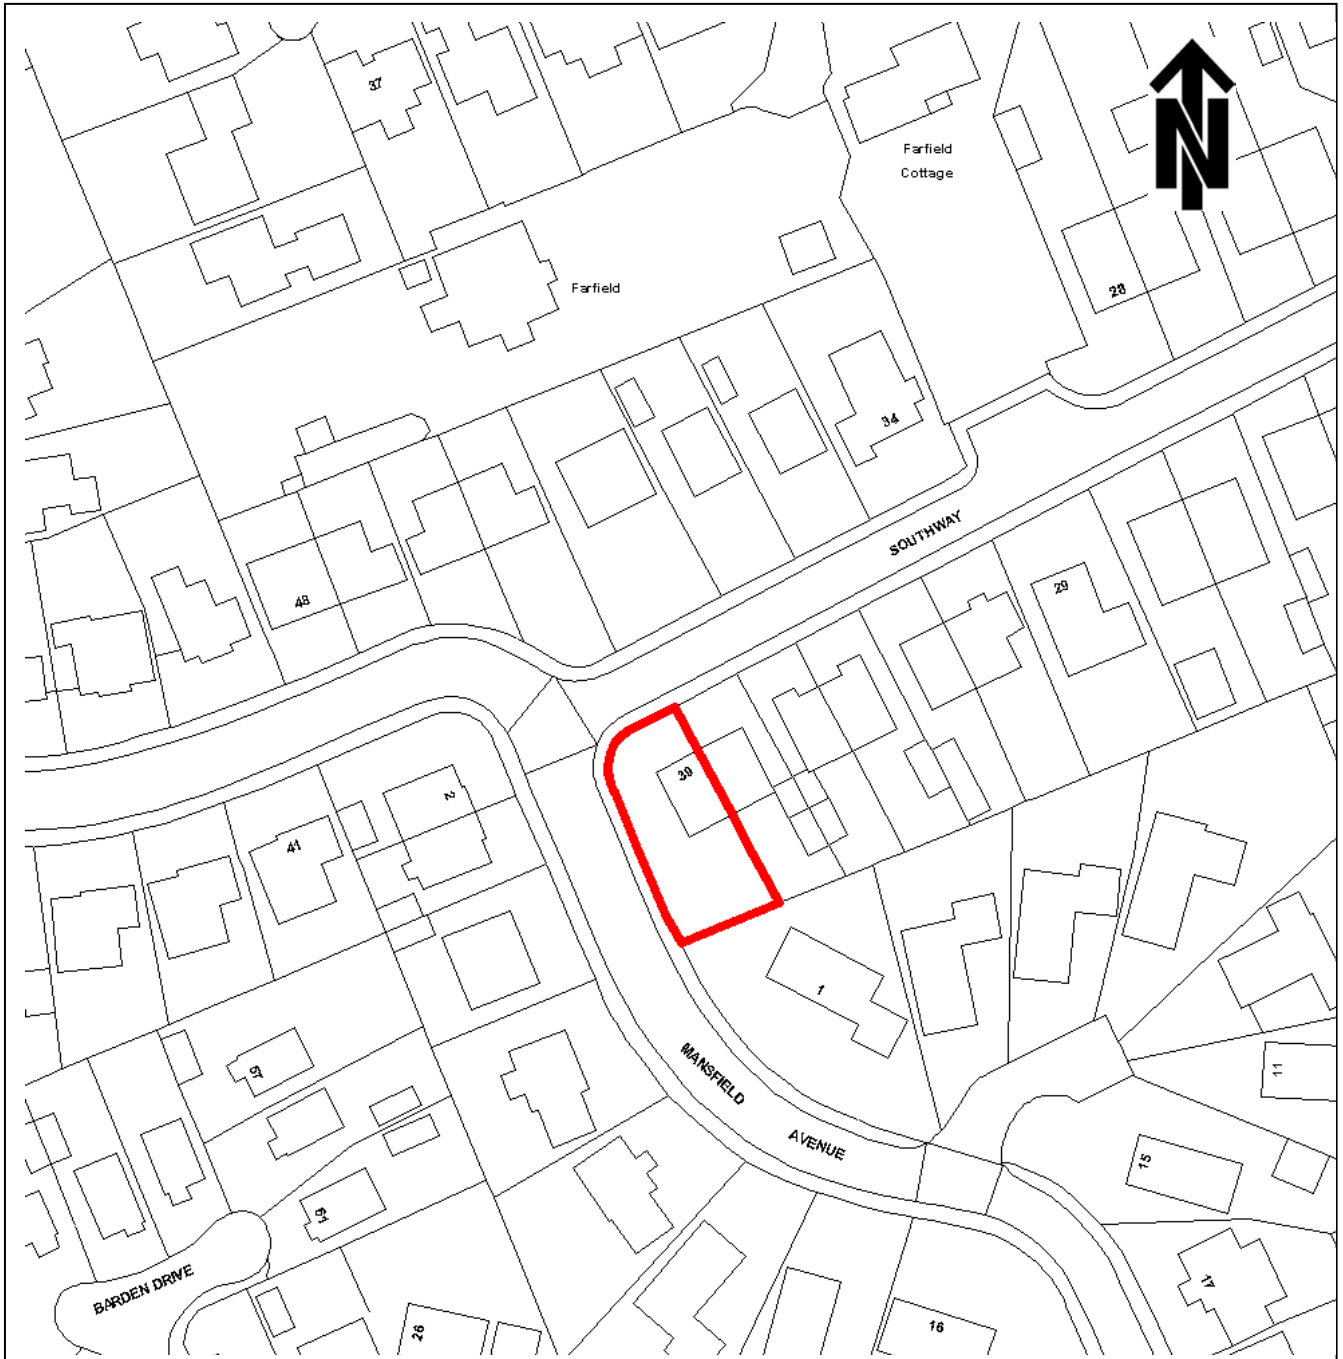 37
N
Farfield
Cottage
Farfield
28
34
SOUTHWAY
48
29
39
2
41
1
57
MANSFIELD
AVENUE
11
15
61
BARDEN DRIVE
17
26
16